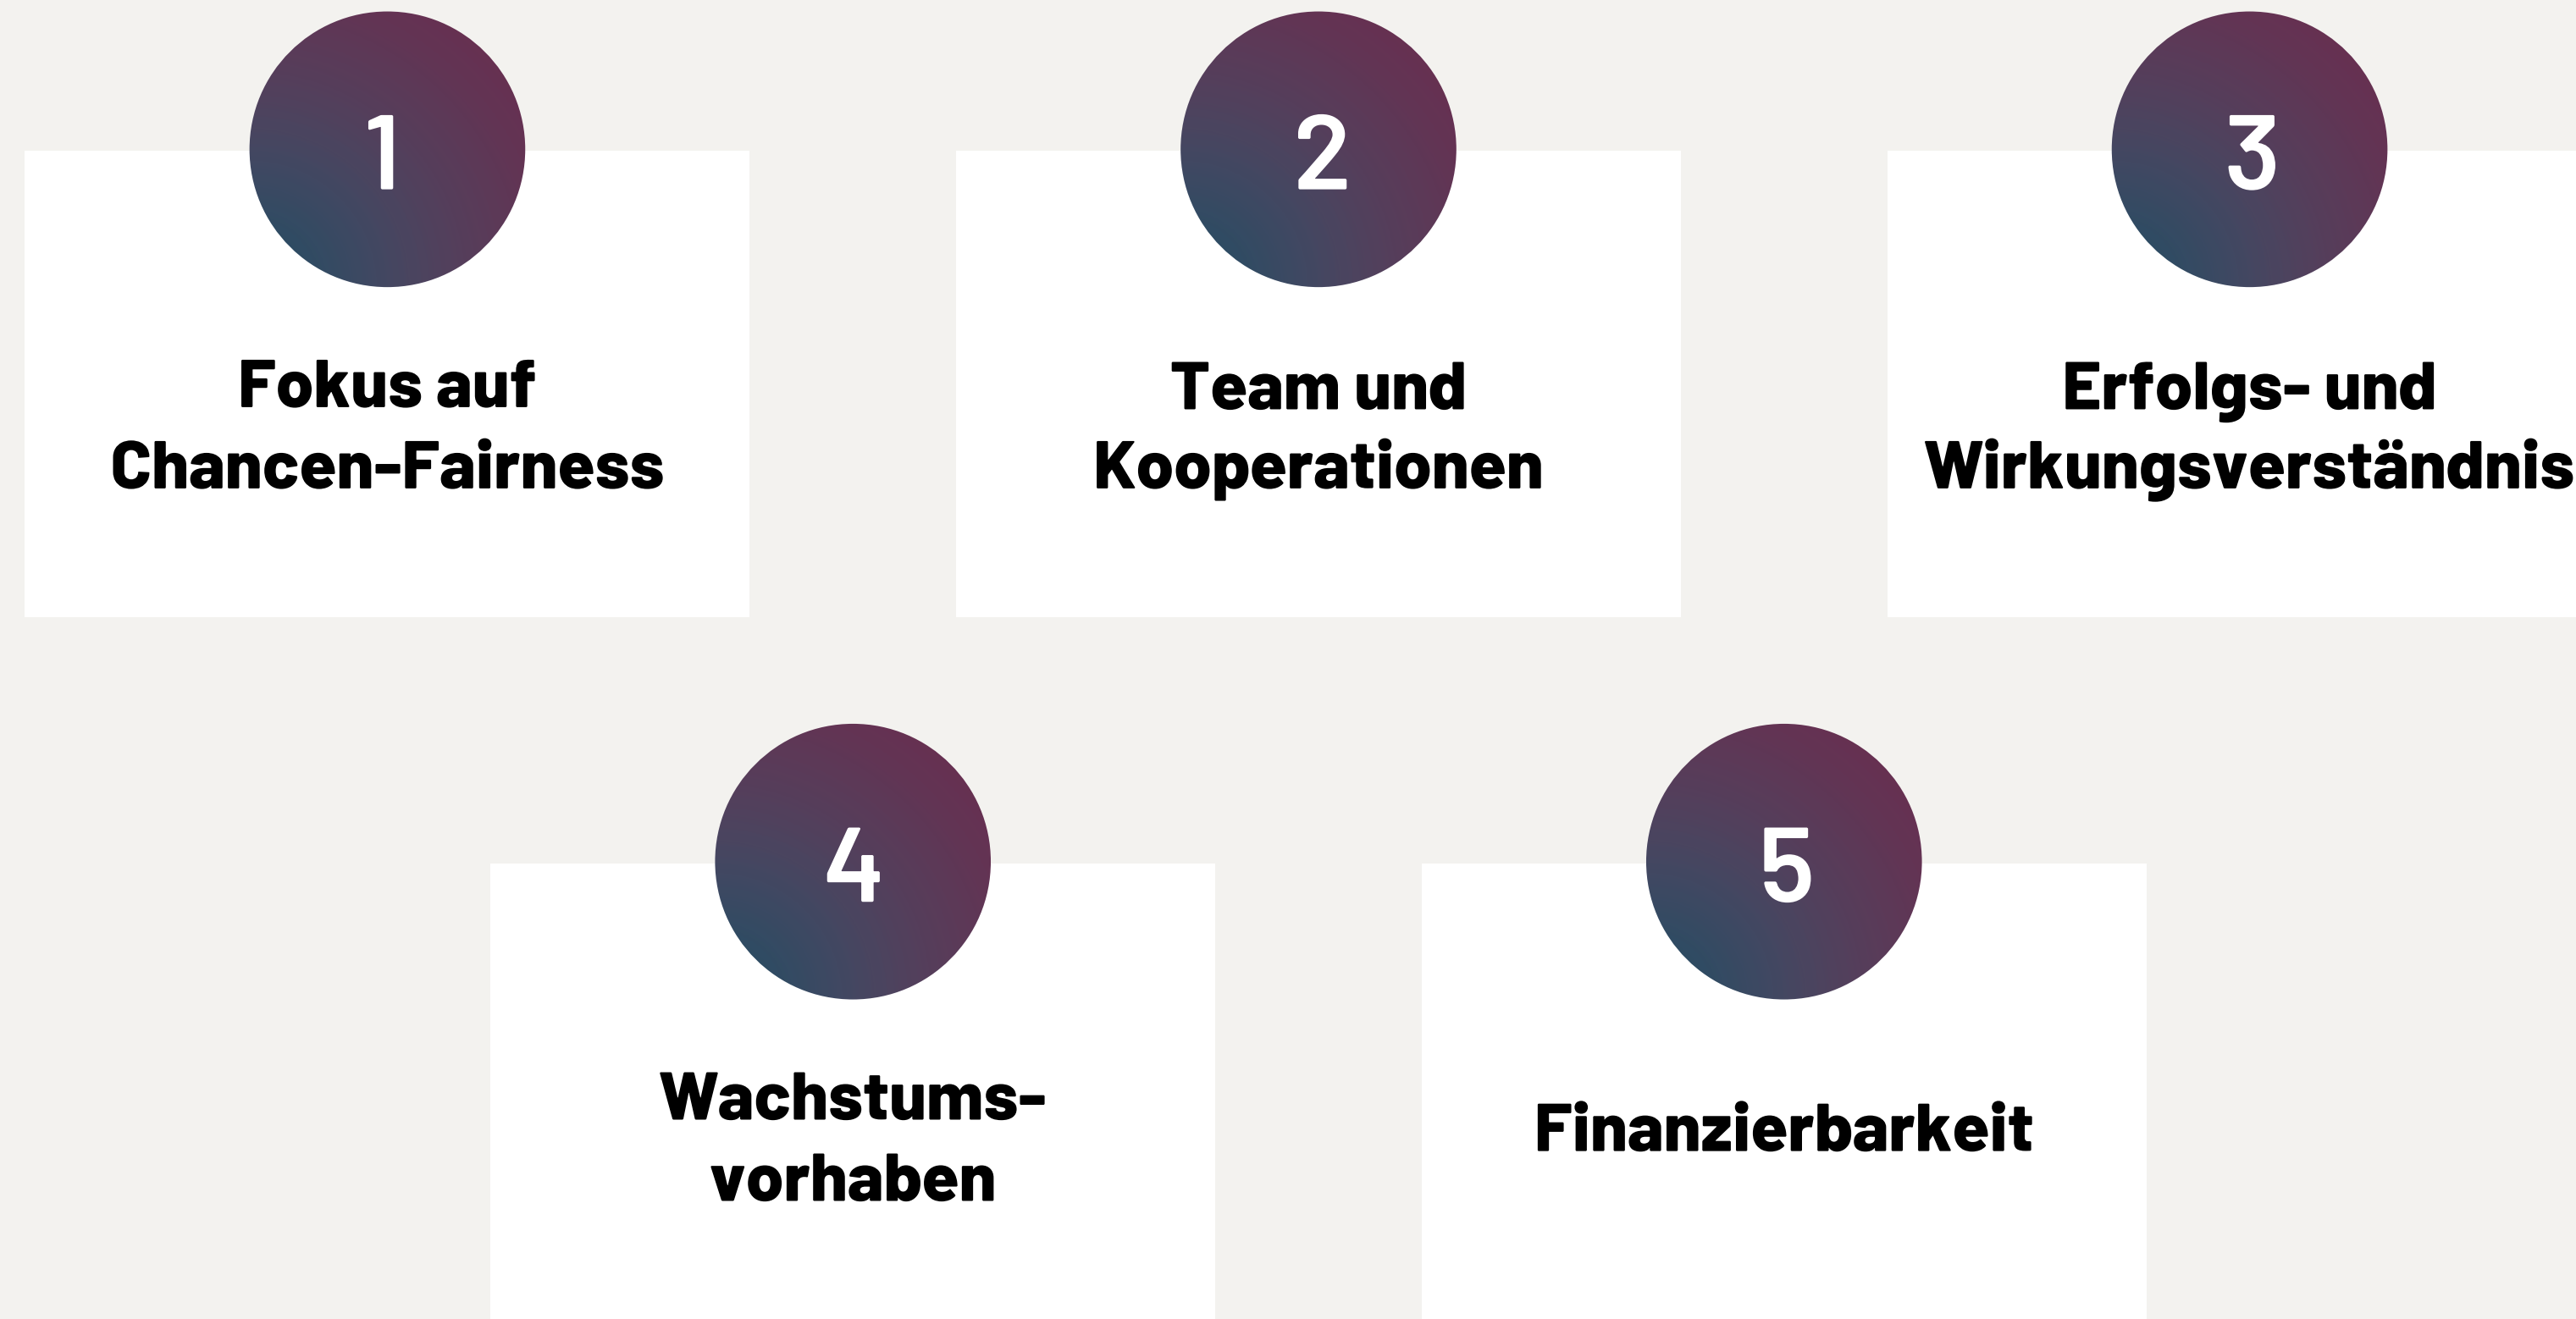 1
Fokus auf
Chancen-Fairness
2
Team und
Kooperationen
3
Erfolgs- und
Wirkungsverständnis
4
Wachstums-
vorhaben
5
Finanzierbarkeit